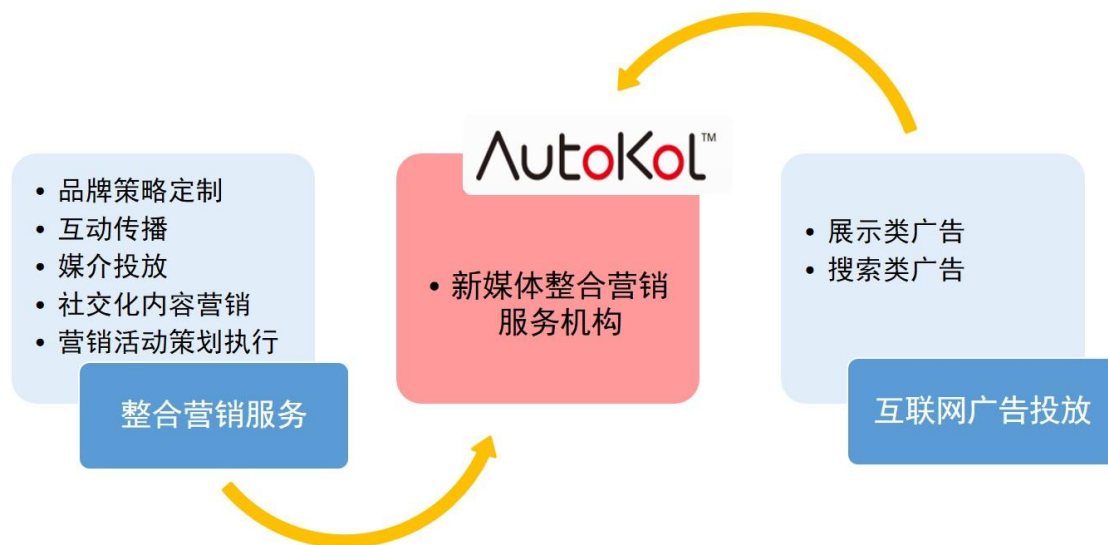 AutoKol™
• 品牌策略定制
• 互动传播
• 媒介投放
• 社交化内容营销
• 营销活动策划执行
整合营销服务
• 新媒体整合营销
服务机构
• 展示类广告
• 搜索类广告
互联网广告投放